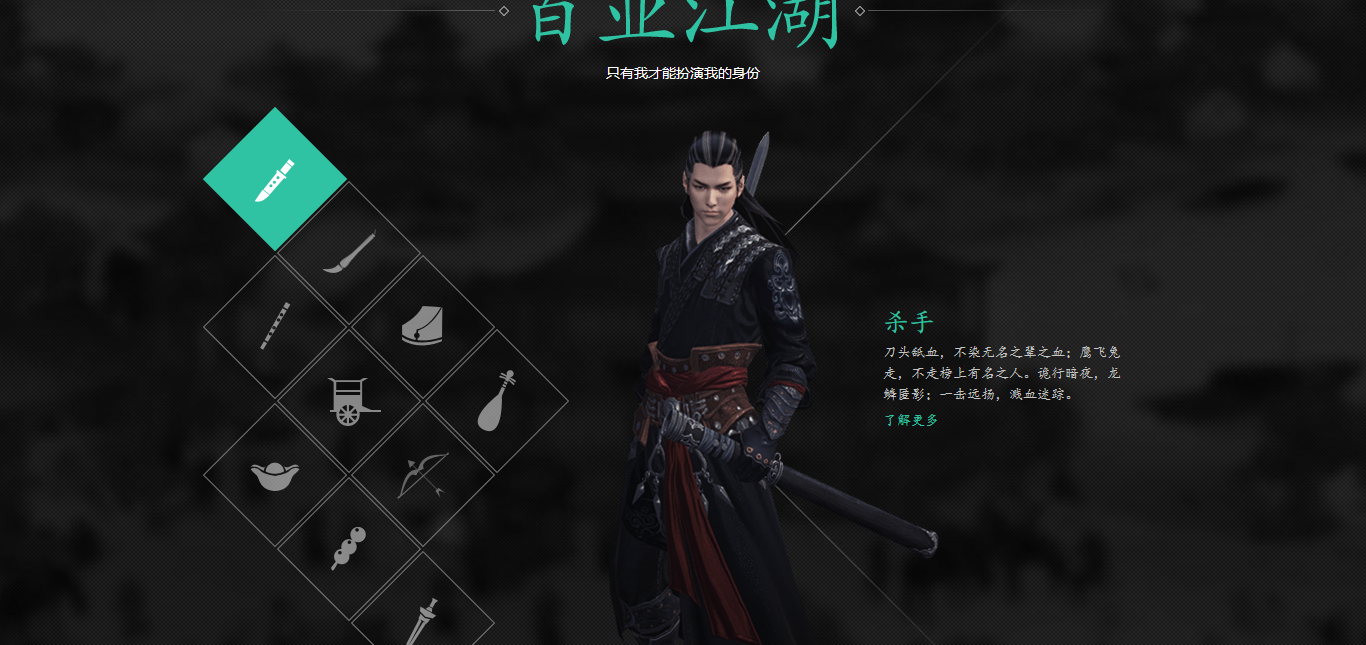 百业江湖
只有我才能扮演我的身份
杀手
刀头舐血，不染无名之辈之血；鹰飞兔
走，不走榜上有名之人。诡行暗夜，龙
鳞匿影；一击远扬，溅血迷踪。
了解更多